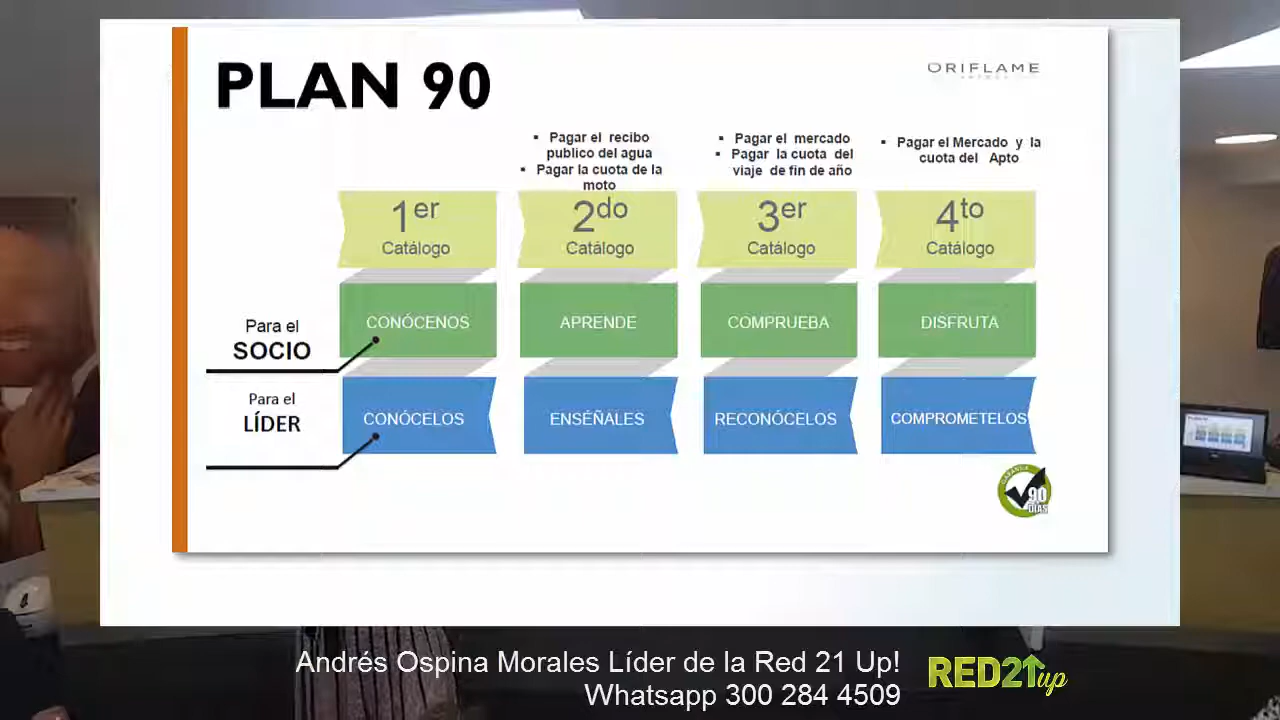 PLAN 90
ORIFLAME
▪ Pagar el recibo
publico del agua
▪ Pagar la cuota de la
moto
▪ Pagar el mercado
▪ Pagar la cuota del
viaje de fin de año
▪ Pagar el Mercado y la
cuota del Apto
1er
Catálogo
2do
Catálogo
3er
Catálogo
4to
Catálogo
Para el
SOCIO
CONÓCENOS
APRENDE
COMPRUEBA
DISFRUTA
Para el
LÍDER
CONÓCELOS
ENSÉÑALES
RECONÓCELOS
COMPROMETELOS
90
DÍAS
Andrés Ospina Morales Líder de la Red 21 Up!
Whatsapp 300 284 4509
RED21up